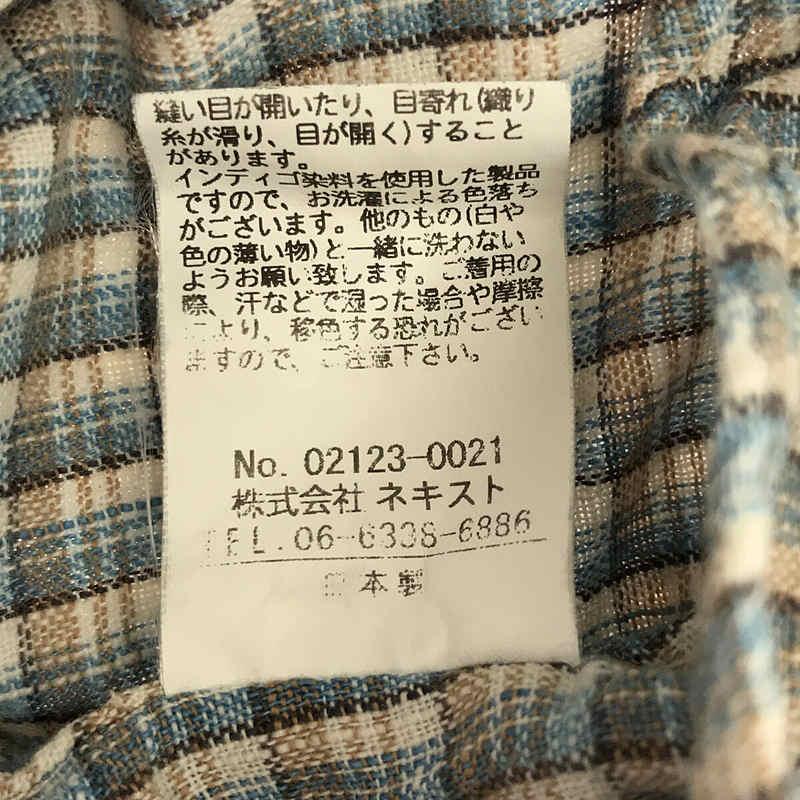 縫い目が開いたり、目寄れ(織り
糸が滑り、目が開く)すること
があります。
インディゴ染料を使用した製品
ですので、お洗濯による色落ち
がございます。他のもの(白や
色の薄い物)と一緒に洗わない
ようお願い致します。ご着用の
際、汗などで湿った場合や摩擦
により、移色する恐れがござい
ますので、ご注意下さい。
No. 02123-0021
株式会社 ネキスト
TEL.06-6338-6886
日本製